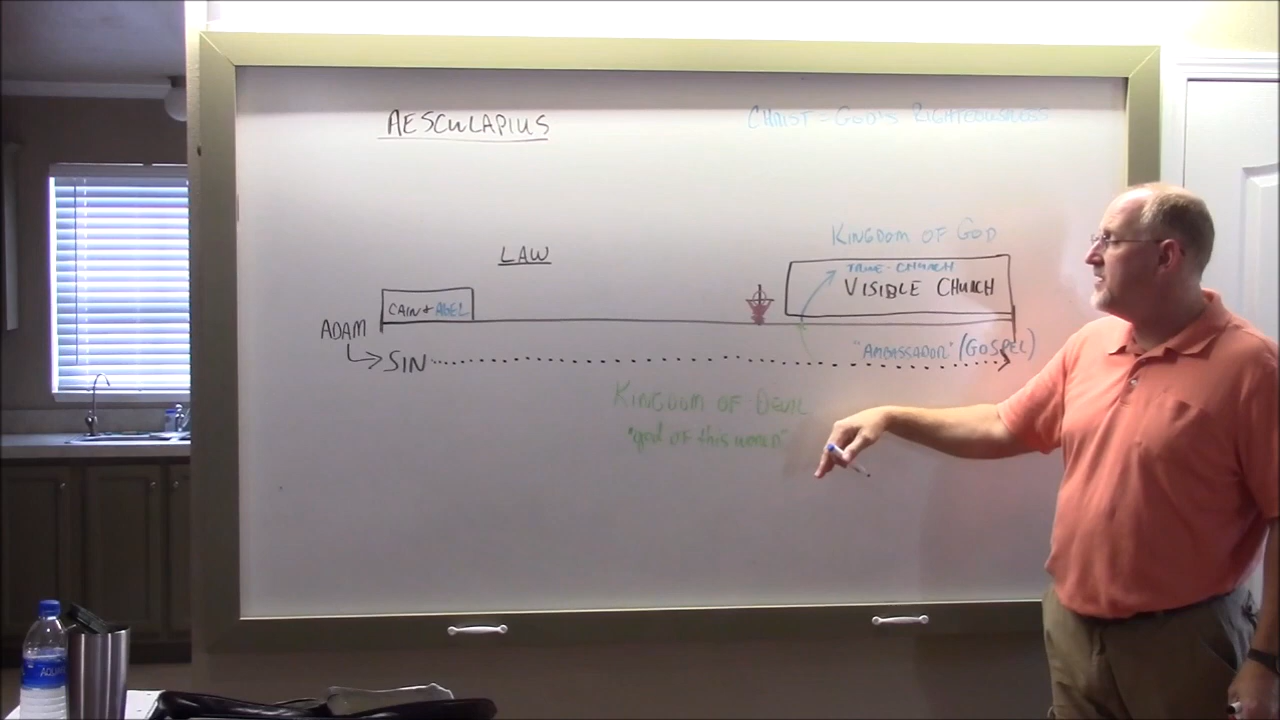 AESCULAPIUS
CHRIST - GOD'S RIGHTEOUSNESS
KINGDOM OF GOD
LAW
TRUE-CHURCH
VISIBLE CHURCH
CAIN + ABEL
ADAM
SIN
"AMBASSADOR" (GOSPEL)
KINGDOM OF DEVIL
"god OF this WORLD"